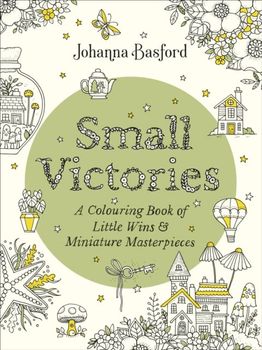 Johanna Basford
Small
Victories
A Colouring Book of
Little Wins &
Miniature Masterpieces